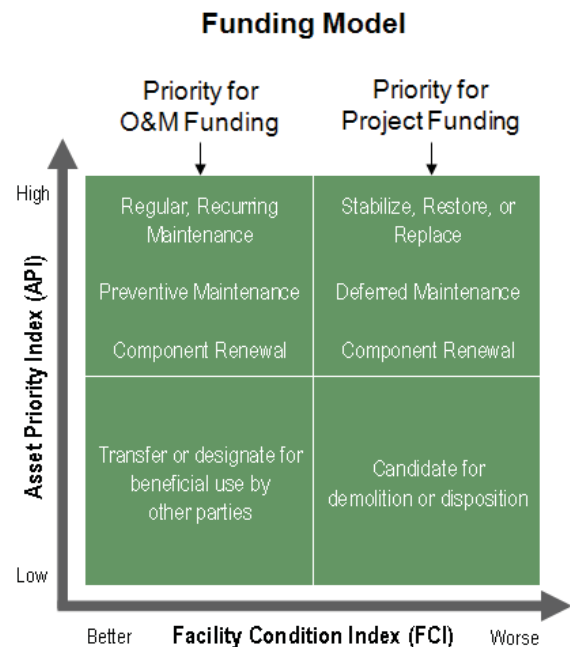 Funding Model
Priority for
O&M Funding
Priority for
Project Funding
High
Asset Priority Index (API)
Low
Regular, Recurring
Maintenance
Preventive Maintenance
Component Renewal
Stabilize, Restore, or
Replace
Deferred Maintenance
Component Renewal
Transfer or designate for
beneficial use by
other parties
Candidate for
demolition or disposition
Better
Facility Condition Index (FCI)
Worse